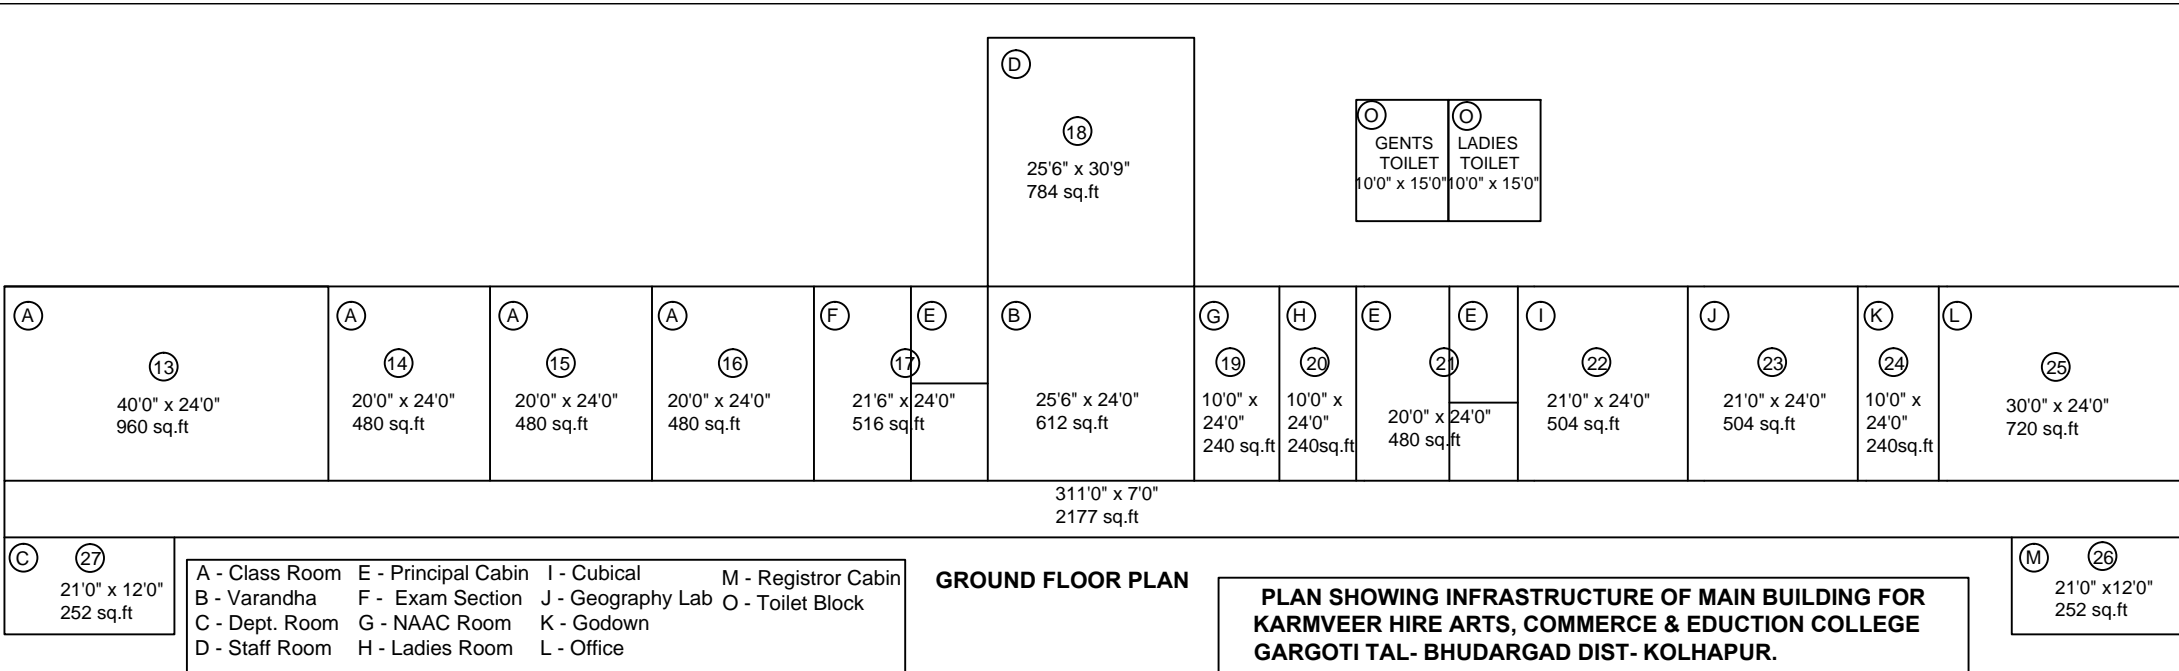 D
18
25'6" x 30'9"
784 sq.ft
O
GENTS
TOILET
10'0" x 15'0"
O
LADIES
TOILET
10'0" x 15'0"
A
13
40'0" x 24'0"
960 sq.ft
A
14
20'0" x 24'0"
480 sq.ft
A
15
20'0" x 24'0"
480 sq.ft
A
16
20'0" x 24'0"
480 sq.ft
F
E
17
21'6" x 24'0"
516 sq.ft
B
25'6" x 24'0"
612 sq.ft
G
19
10'0" x
24'0"
240 sq.ft
H
20
10'0" x
24'0"
240sq.ft
E
E
21
20'0" x 24'0"
480 sq.ft
I
22
21'0" x 24'0"
504 sq.ft
J
23
21'0" x 24'0"
504 sq.ft
K
24
10'0" x
24'0"
240sq.ft
L
25
30'0" x 24'0"
720 sq.ft
311'0" x 7'0"
2177 sq.ft
C
27
21'0" x 12'0"
252 sq.ft
A - Class Room
B - Varandha
C - Dept. Room
D - Staff Room
E - Principal Cabin
F - Exam Section
G - NAAC Room
H - Ladies Room
I - Cubical
J - Geography Lab
K - Godown
L - Office
M - Registror Cabin
O - Toilet Block
GROUND FLOOR PLAN
PLAN SHOWING INFRASTRUCTURE OF MAIN BUILDING FOR
KARMVEER HIRE ARTS, COMMERCE & EDUCTION COLLEGE
GARGOTI TAL- BHUDARGAD DIST- KOLHAPUR.
M
26
21'0" x12'0"
252 sq.ft